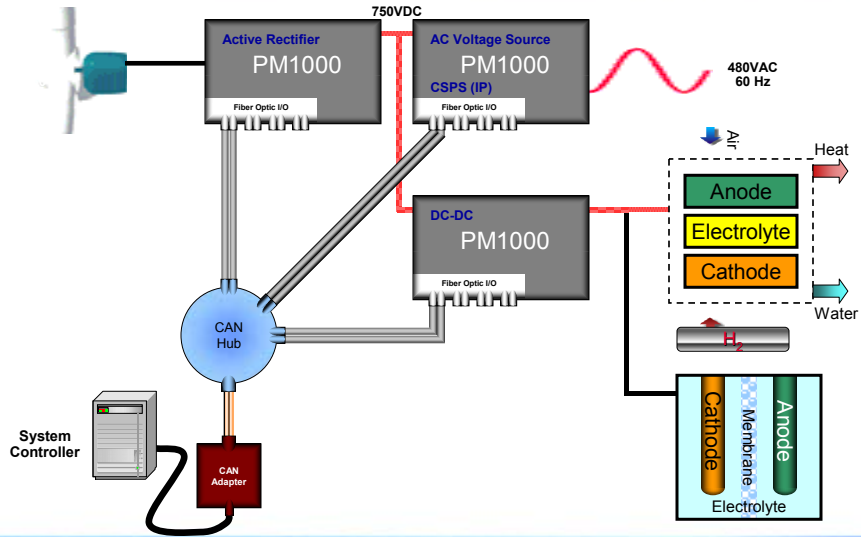 750VDC
Active Rectifier
PM1000
Fiber Optic I/O
AC Voltage Source
PM1000
CSPS (IP)
Fiber Optic I/O
480VAC
60 Hz
Air
Heat
Anode
Electrolyte
Cathode
Water
H2
DC-DC
PM1000
Fiber Optic I/O
CAN
Hub
System
Controller
CAN
Adapter
Cathode
Membrane
Anode
Electrolyte